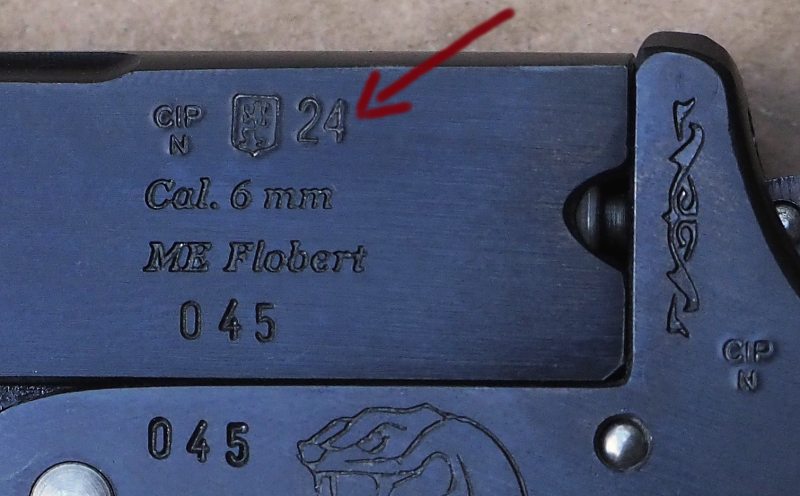 CIP
N
24
Cal. 6 mm
ME Flobert
045
CIP
N
045